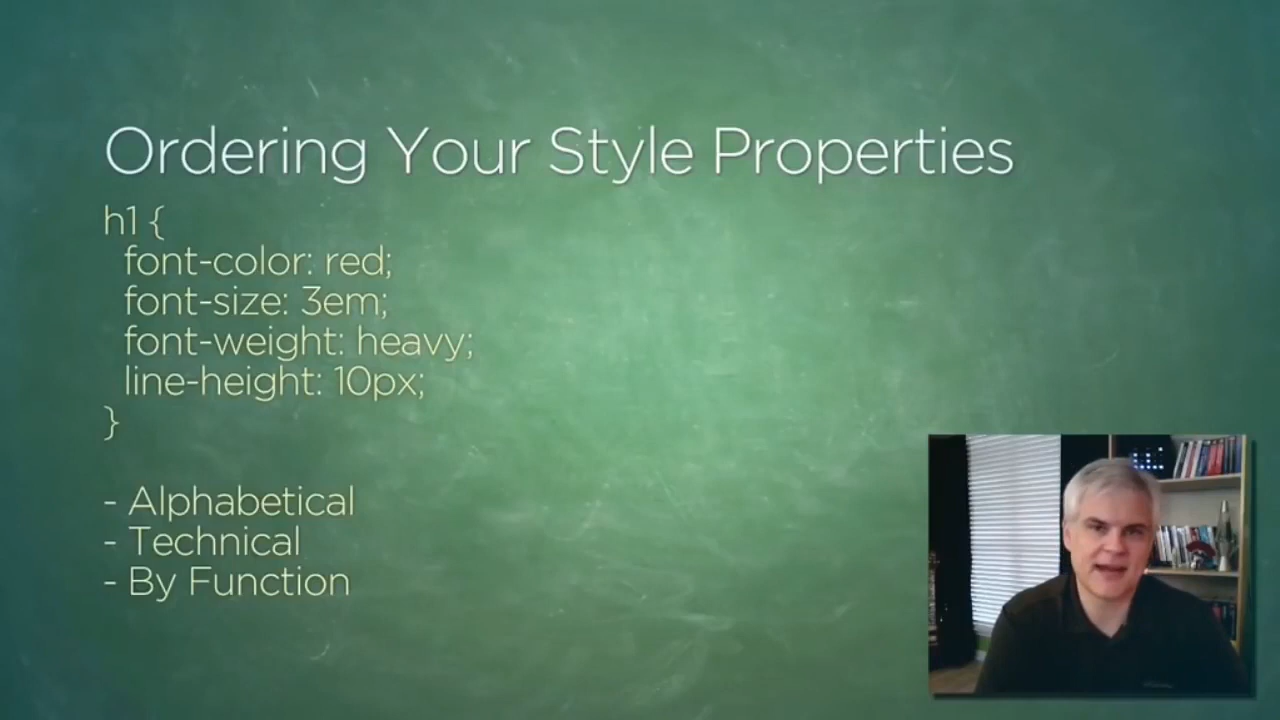 Ordering Your Style Properties
h1 {
font-color: red;
font-size: 3em;
font-weight: heavy;
line-height: 10px;
}
- Alphabetical
- Technical
- By Function